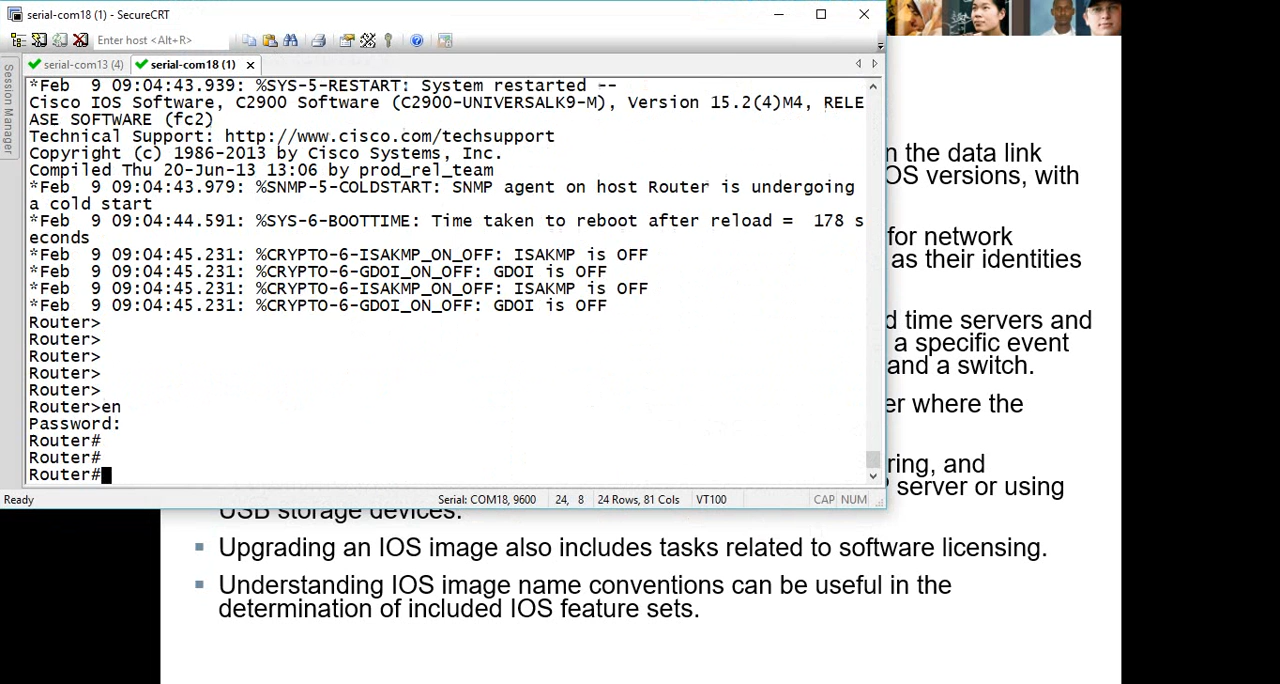 serial-com18 (1) - SecureCRT
Enter host <Alt+R>
serial-com13 (4)
serial-com18 (1)
Session Manager
*Feb  9 09:04:43.939: %SYS-5-RESTART: System restarted --
Cisco IOS Software, C2900 Software (C2900-UNIVERSALK9-M), Version 15.2(4)M4, RELE
ASE SOFTWARE (fc2)
Technical Support: http://www.cisco.com/techsupport
Copyright (c) 1986-2013 by Cisco Systems, Inc.
Compiled Thu 20-Jun-13 13:06 by prod_rel_team
*Feb  9 09:04:43.979: %SNMP-5-COLDSTART: SNMP agent on host Router is undergoing
a cold start
*Feb  9 09:04:44.591: %SYS-6-BOOTTIME: Time taken to reboot after reload =  178 s
econds
*Feb  9 09:04:45.231: %CRYPTO-6-ISAKMP_ON_OFF: ISAKMP is OFF
*Feb  9 09:04:45.231: %CRYPTO-6-GDOI_ON_OFF: GDOI is OFF
*Feb  9 09:04:45.231: %CRYPTO-6-ISAKMP_ON_OFF: ISAKMP is OFF
*Feb  9 09:04:45.231: %CRYPTO-6-GDOI_ON_OFF: GDOI is OFF
Router>
Router>
Router>
Router>
Router>
Router>en
Password:
Router#
Router#
Router#
Ready
Serial: COM18, 9600
24, 8
24 Rows, 81 Cols
VT100
CAP NUM
n the data link
OS versions, with
for network
as their identities
d time servers and
a specific event
and a switch.
er where the
ring, and
server or using
USB storage devices.
Upgrading an IOS image also includes tasks related to software licensing.
Understanding IOS image name conventions can be useful in the
determination of included IOS feature sets.